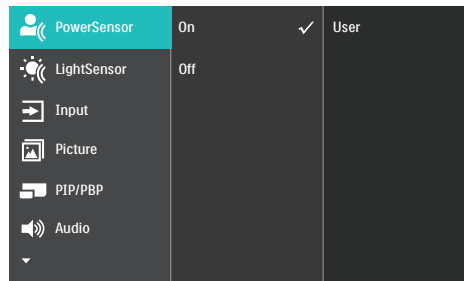 PowerSensor
On
User
LightSensor
Off
Input
Picture
PIP/PBP
Audio